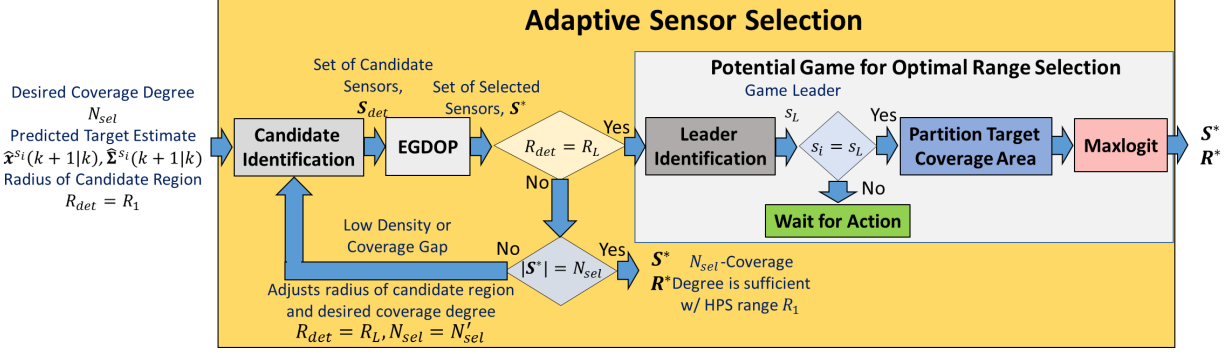 Adaptive Sensor Selection
Desired Coverage Degree
N_sel
Predicted Target Estimate
x̂^{s_i}(k + 1|k), Σ̂^{s_i}(k + 1|k)
Radius of Candidate Region
R_det = R_1
Candidate
Identification
Set of Candidate
Sensors,
S_det
EGDOP
Set of Selected
Sensors, S*
R_det = R_L
Yes
No
Potential Game for Optimal Range Selection
Game Leader
Leader
Identification
s_L
s_i = s_L
Yes
No
Wait for Action
Partition Target
Coverage Area
Maxlogit
S*
R*
|S*| = N_sel
No
Yes
Low Density or
Coverage Gap
Adjusts radius of candidate region
and desired coverage degree
R_det = R_L, N_sel = N′_sel
S* N_sel-Coverage
R* Degree is sufficient
w/ HPS range R_1